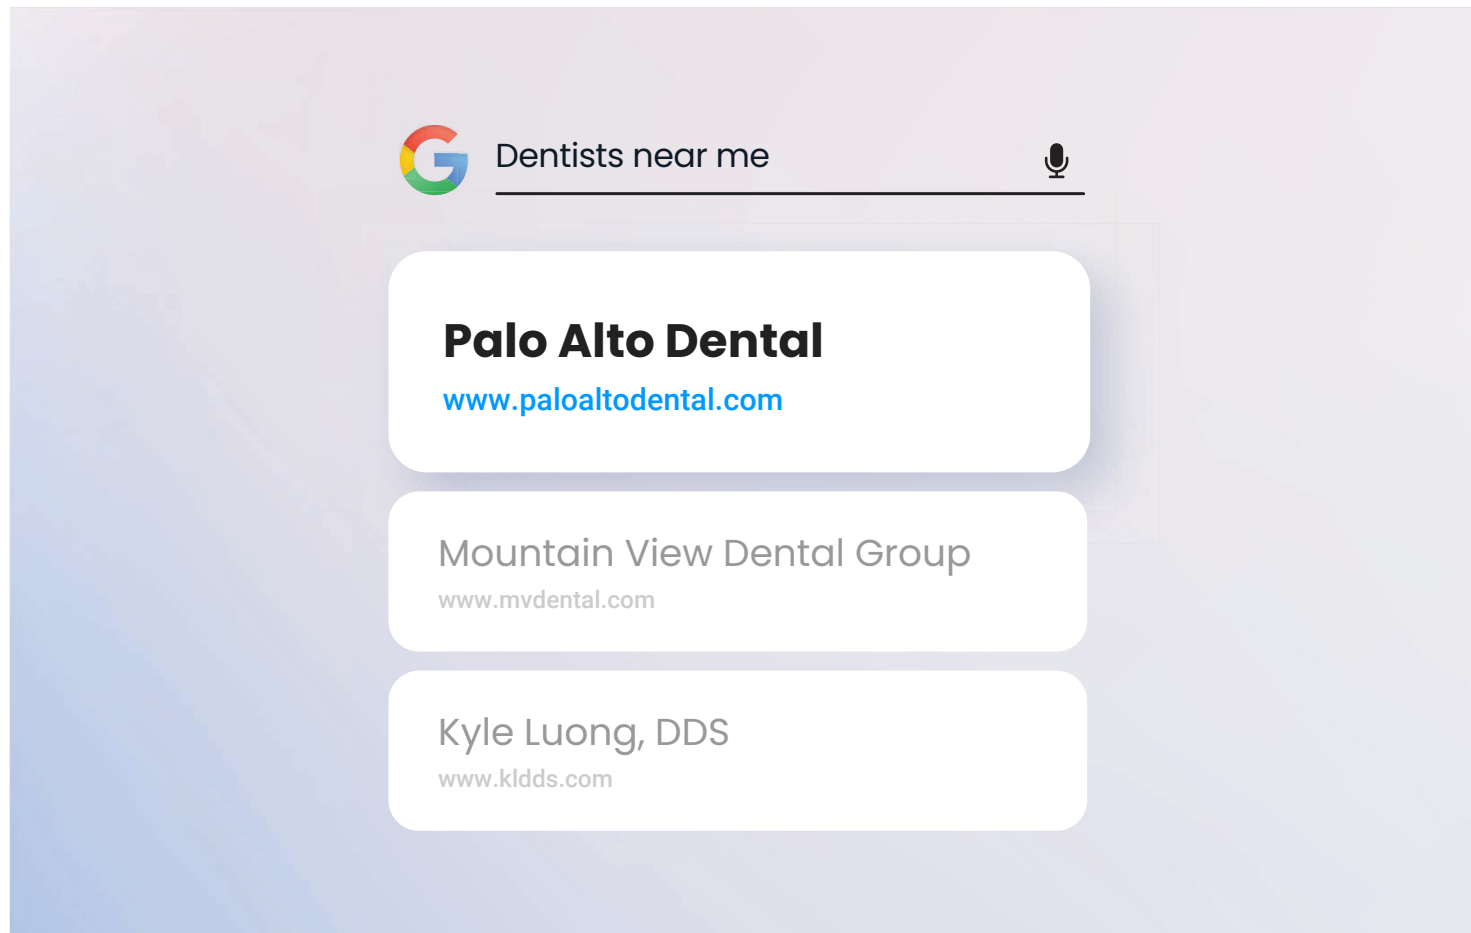 Dentists near me
Palo Alto Dental
www.paloaltodental.com
Mountain View Dental Group
www.mvdental.com
Kyle Luong, DDS
www.kldds.com